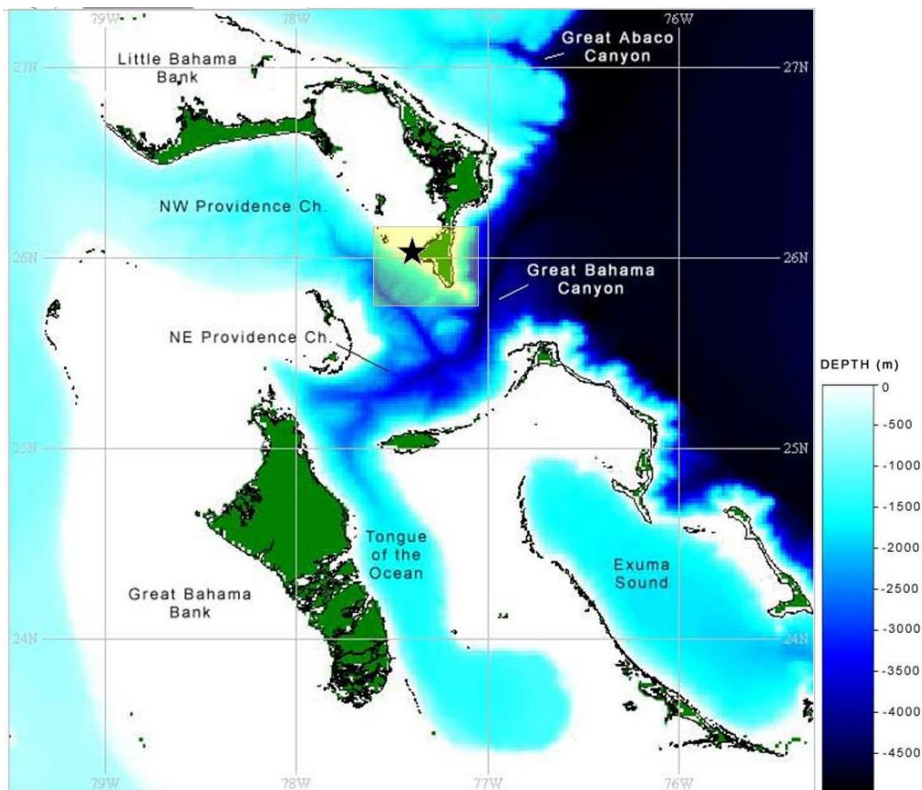 79W 78W 77W 76W
Great Abaco
Canyon
27N 27N
Little Bahama
Bank
NW Providence Ch.
26N 26N
Great Bahama
Canyon
NE Providence Ch.
DEPTH (m)
0
-500
-1000
-1500
-2000
-2500
-3000
-3500
-4000
-4500
25N 25N
Tongue
of the
Ocean
Exuma
Sound
Great Bahama
Bank
24N 24N
79W 78W 77W 76W